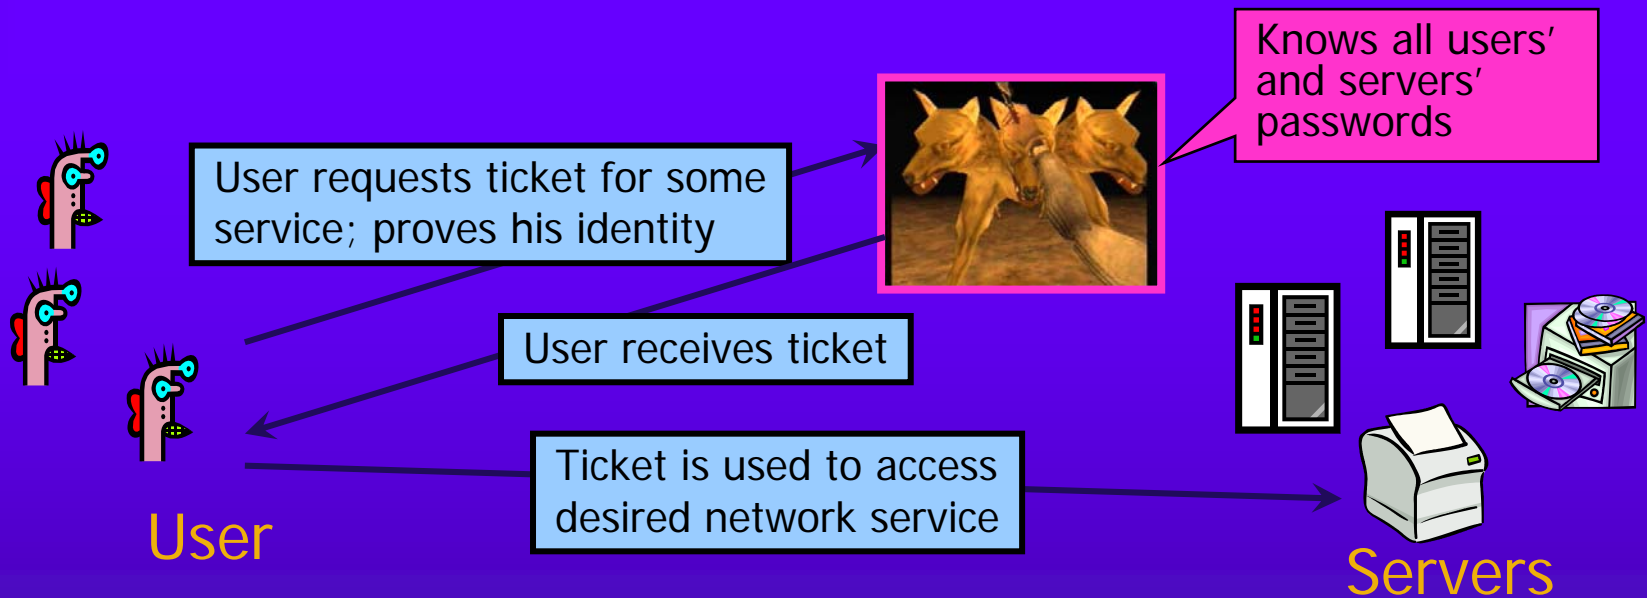 Knows all users'
and servers'
passwords
User requests ticket for some
service; proves his identity
User receives ticket
Ticket is used to access
desired network service
User
Servers